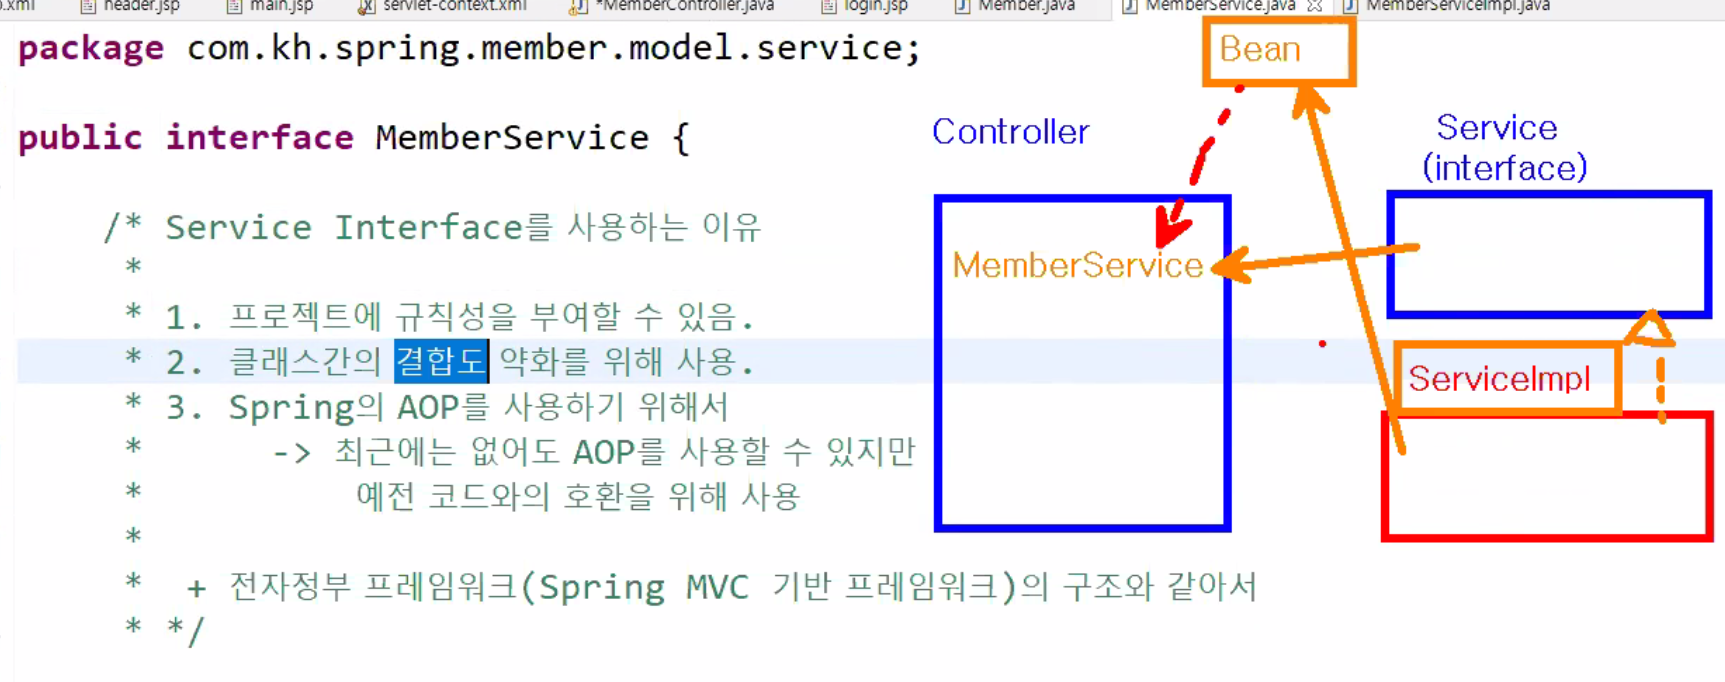 header.jsp main.jsp servlet-context.xml *MemberController.java login.jsp Member.java MemberService.java MemberServiceImpl.java
package com.kh.spring.member.model.service;
public interface MemberService {
/* Service Interface를 사용하는 이유
*
* 1. 프로젝트에 규칙성을 부여할 수 있음.
* 2. 클래스간의 결합도 약화를 위해 사용.
* 3. Spring의 AOP를 사용하기 위해서
* -> 최근에는 없어도 AOP를 사용할 수 있지만
* 예전 코드와의 호환을 위해 사용
*
* + 전자정부 프레임워크(Spring MVC 기반 프레임워크)의 구조와 같아서
* */
Bean
Controller
Service
(interface)
MemberService
ServiceImpl